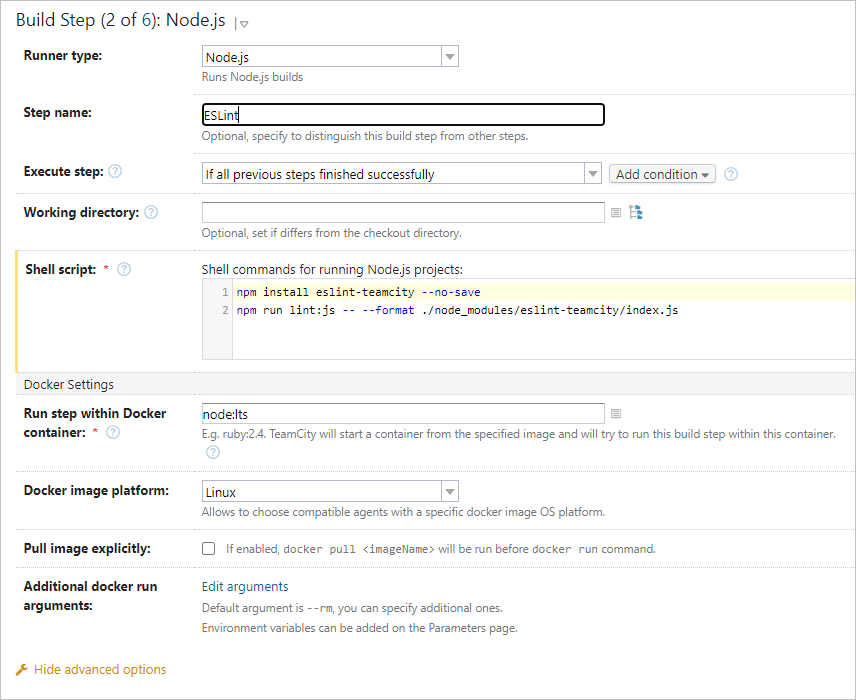 Build Step (2 of 6): Node.js
Runner type:
Node.js
Runs Node.js builds
Step name:
ESLint
Optional, specify to distinguish this build step from other steps.
Execute step: ?
If all previous steps finished successfully
Add condition
?
Working directory: ?
Optional, set if differs from the checkout directory.
Shell script: * ?
Shell commands for running Node.js projects:
1 npm install eslint-teamcity --no-save
2 npm run lint:js -- --format ./node_modules/eslint-teamcity/index.js
Docker Settings
Run step within Docker
container: * ?
node:lts
E.g. ruby:2.4. TeamCity will start a container from the specified image and will try to run this build step within this container.
?
Docker image platform:
Linux
Allows to choose compatible agents with a specific docker image OS platform.
Pull image explicitly:
If enabled, docker pull <imageName> will be run before docker run command.
Additional docker run
arguments:
Edit arguments
Default argument is --rm, you can specify additional ones.
Environment variables can be added on the Parameters page.
Hide advanced options